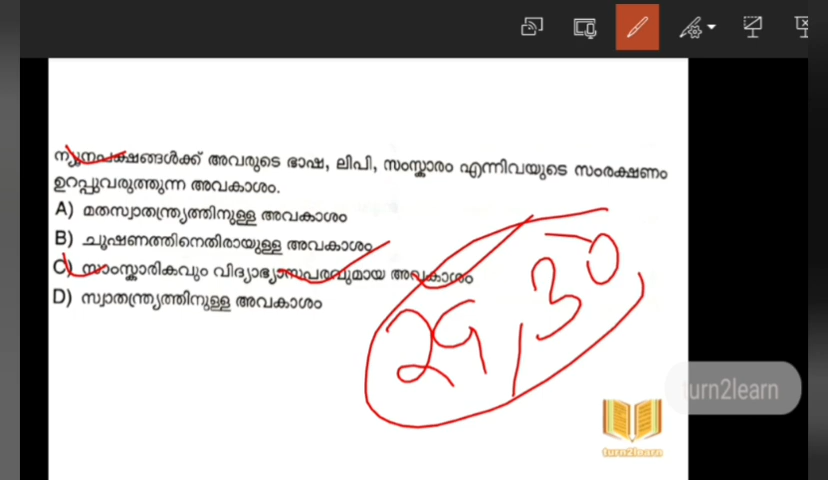 ന്യൂനപക്ഷങ്ങൾക്ക് അവരുടെ ഭാഷ, ലിപി, സംസ്കാരം എന്നിവയുടെ സംരക്ഷണം
ഉറപ്പുവരുത്തുന്ന അവകാശം.
A) മതസ്വാതന്ത്ര്യത്തിനുള്ള അവകാശം
B) ചൂഷണത്തിനെതിരായുള്ള അവകാശം
C) സാംസ്കാരികവും വിദ്യാഭ്യാസപരവുമായ അവകാശം
D) സ്വാതന്ത്ര്യത്തിനുള്ള അവകാശം
29, 30
turn2learn
turn2learn